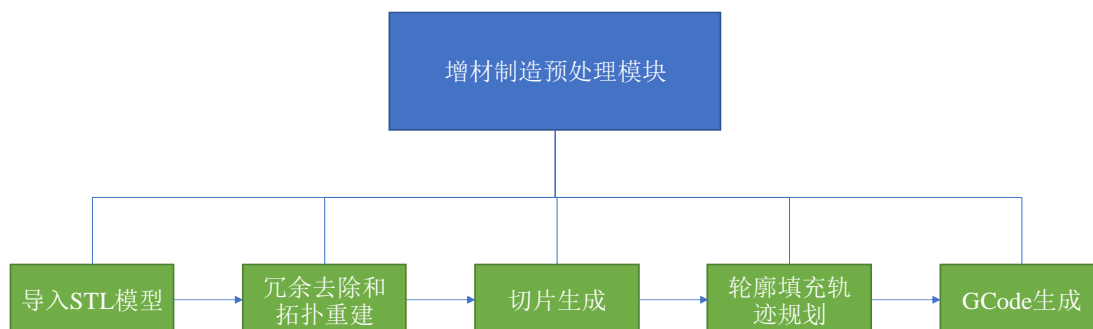 增材制造预处理模块
导入STL模型
冗余去除和
拓扑重建
切片生成
轮廓填充轨
迹规划
GCode生成